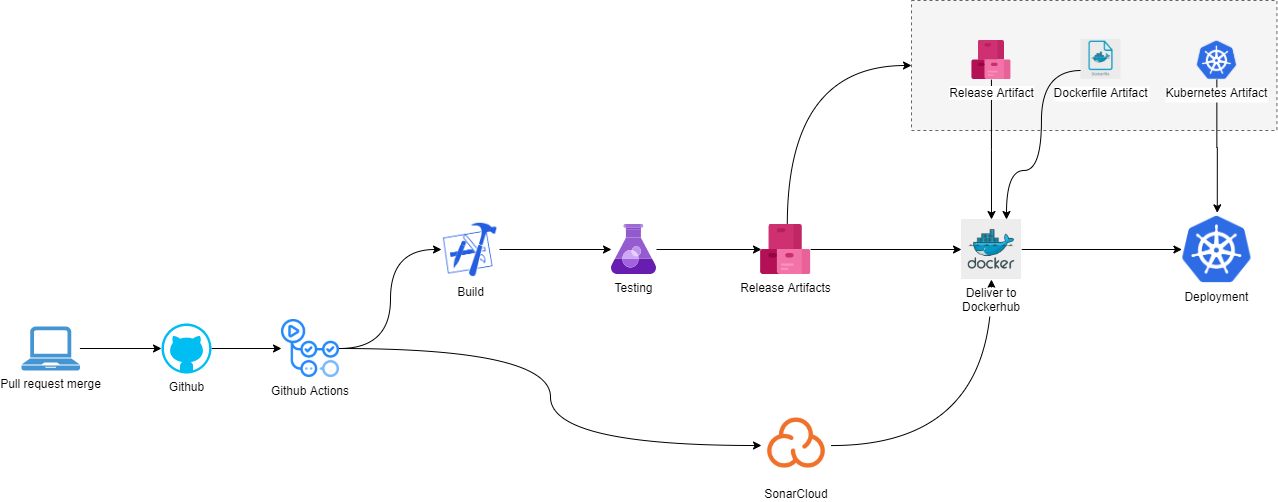 Release Artifact
Dockerfile Artifact
Kubernetes Artifact
Build
Testing
Release Artifacts
docker
Deliver to
Dockerhub
Deployment
Pull request merge
Github
Github Actions
SonarCloud